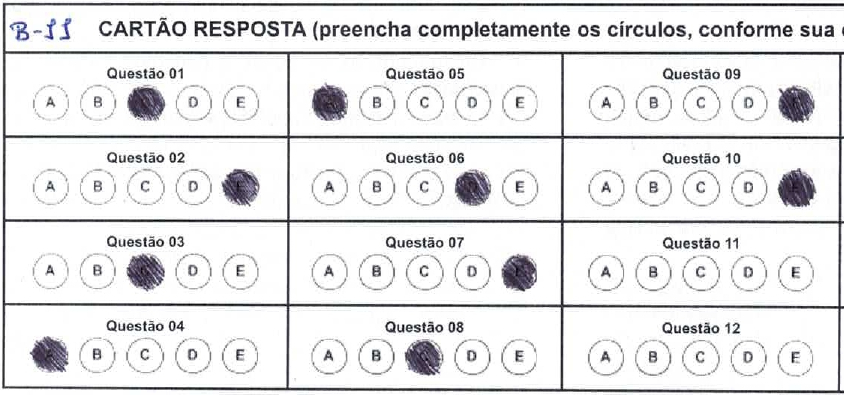 B-11 CARTÃO RESPOSTA (preencha completamente os círculos, conforme sua
Questão 01 Questão 05 Questão 09
A B D E B C D E A B C D
Questão 02 Questão 06 Questão 10
A B C D E A B C D E A B C D
Questão 03 Questão 07 Questão 11
A B C D E A B C D E A B C D E
Questão 04 Questão 08 Questão 12
B C D E A B C D E A B C D E